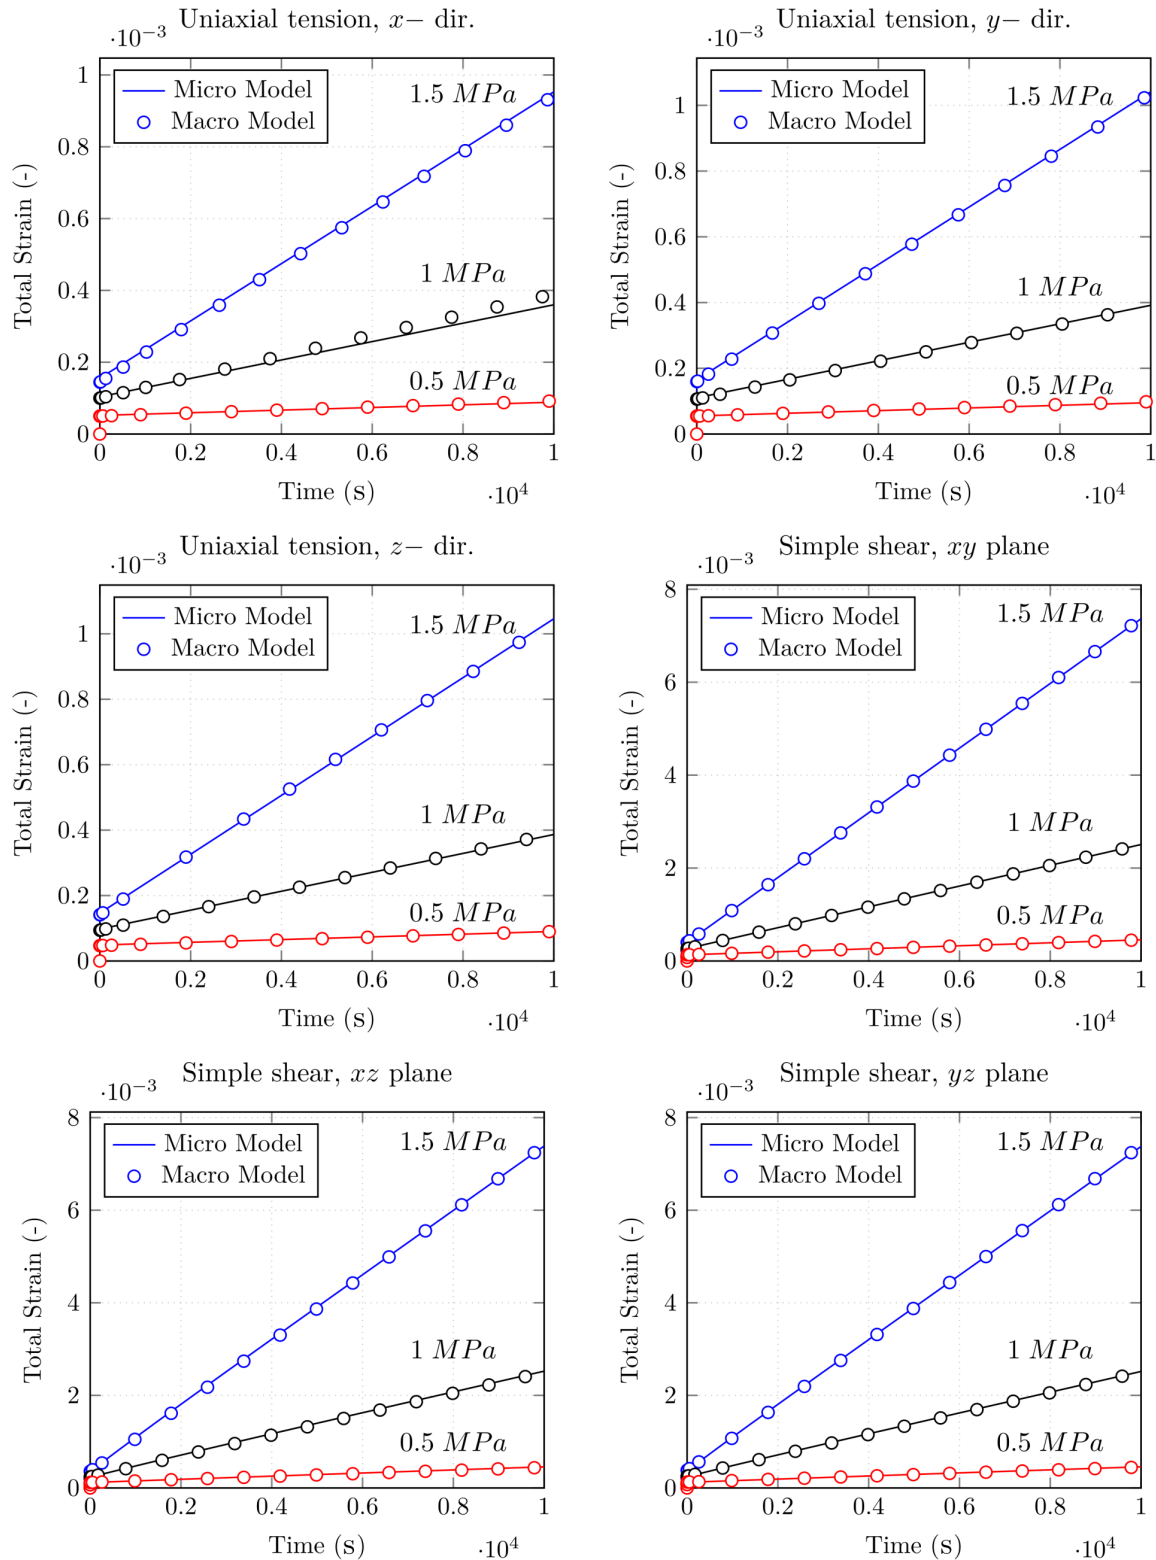 Uniaxial tension, x− dir.
·10−3
Micro Model
Macro Model
1.5 MPa
1 MPa
0.5 MPa
Total Strain (-)
1
0.8
0.6
0.4
0.2
0
0 0.2 0.4 0.6 0.8 1
Time (s)
·10^4
Uniaxial tension, y− dir.
·10−3
Micro Model
Macro Model
1.5 MPa
1 MPa
0.5 MPa
Total Strain (-)
1
0.8
0.6
0.4
0.2
0
0 0.2 0.4 0.6 0.8 1
Time (s)
·10^4
Uniaxial tension, z− dir.
·10−3
Micro Model
Macro Model
1.5 MPa
1 MPa
0.5 MPa
Total Strain (-)
1
0.8
0.6
0.4
0.2
0
0 0.2 0.4 0.6 0.8 1
Time (s)
·10^4
Simple shear, xy plane
·10−3
Micro Model
Macro Model
1.5 MPa
1 MPa
0.5 MPa
Total Strain (-)
8
6
4
2
0
0 0.2 0.4 0.6 0.8 1
Time (s)
·10^4
Simple shear, xz plane
·10−3
Micro Model
Macro Model
1.5 MPa
1 MPa
0.5 MPa
Total Strain (-)
8
6
4
2
0
0 0.2 0.4 0.6 0.8 1
Time (s)
·10^4
Simple shear, yz plane
·10−3
Micro Model
Macro Model
1.5 MPa
1 MPa
0.5 MPa
Total Strain (-)
8
6
4
2
0
0 0.2 0.4 0.6 0.8 1
Time (s)
·10^4